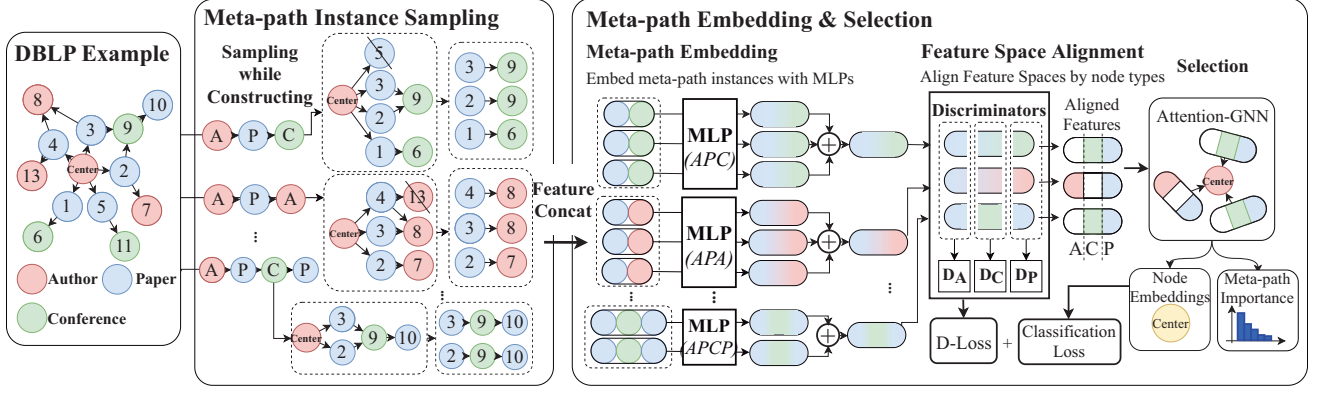 DBLP Example
8
10
3
9
4
Center
2
13
1
5
7
6
11
Author
Paper
Conference
Meta-path Instance Sampling
Sampling
while
Constructing
A P C
A P A
...
A P C P
5
3
Center
9
2
1
6
3 9
2 9
1 6
4
13
Center
3
8
2
7
4 8
3 8
2 7
...
3
Center
9
10
2
3 9 10
2 9 10
Feature
Concat
Meta-path Embedding & Selection
Meta-path Embedding
Embed meta-path instances with MLPs
MLP
(APC)
MLP
(APA)
...
...
...
MLP
(APCP)
Feature Space Alignment
Align Feature Spaces by node types
Discriminators
Aligned
Features
A C P
DA DC DP
D-Loss
+
Classification
Loss
Selection
Attention-GNN
Center
Node
Embeddings
Center
Meta-path
Importance